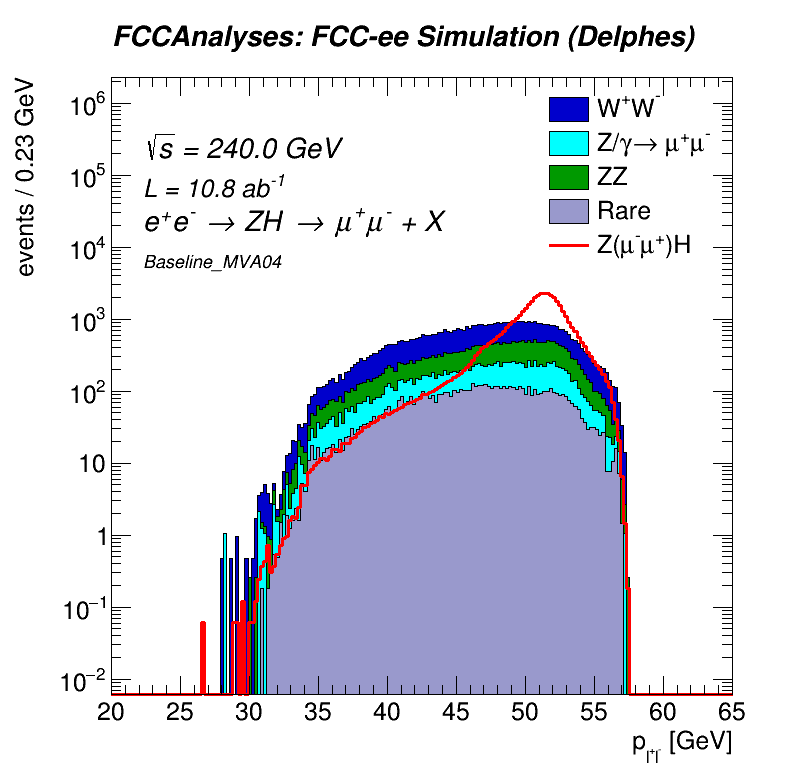 FCCAnalyses: FCC-ee Simulation (Delphes)
events / 0.23 GeV
10⁶
10⁵
10⁴
10³
10²
10
1
10⁻¹
10⁻²
√s = 240.0 GeV
L = 10.8 ab⁻¹
e⁺e⁻ → ZH → μ⁺μ⁻ + X
Baseline_MVA04
W⁺W⁻
Z/γ→ μ⁺μ⁻
ZZ
Rare
Z(μ⁻μ⁺)H
20 25 30 35 40 45 50 55 60 65
p_l⁺l⁻ [GeV]